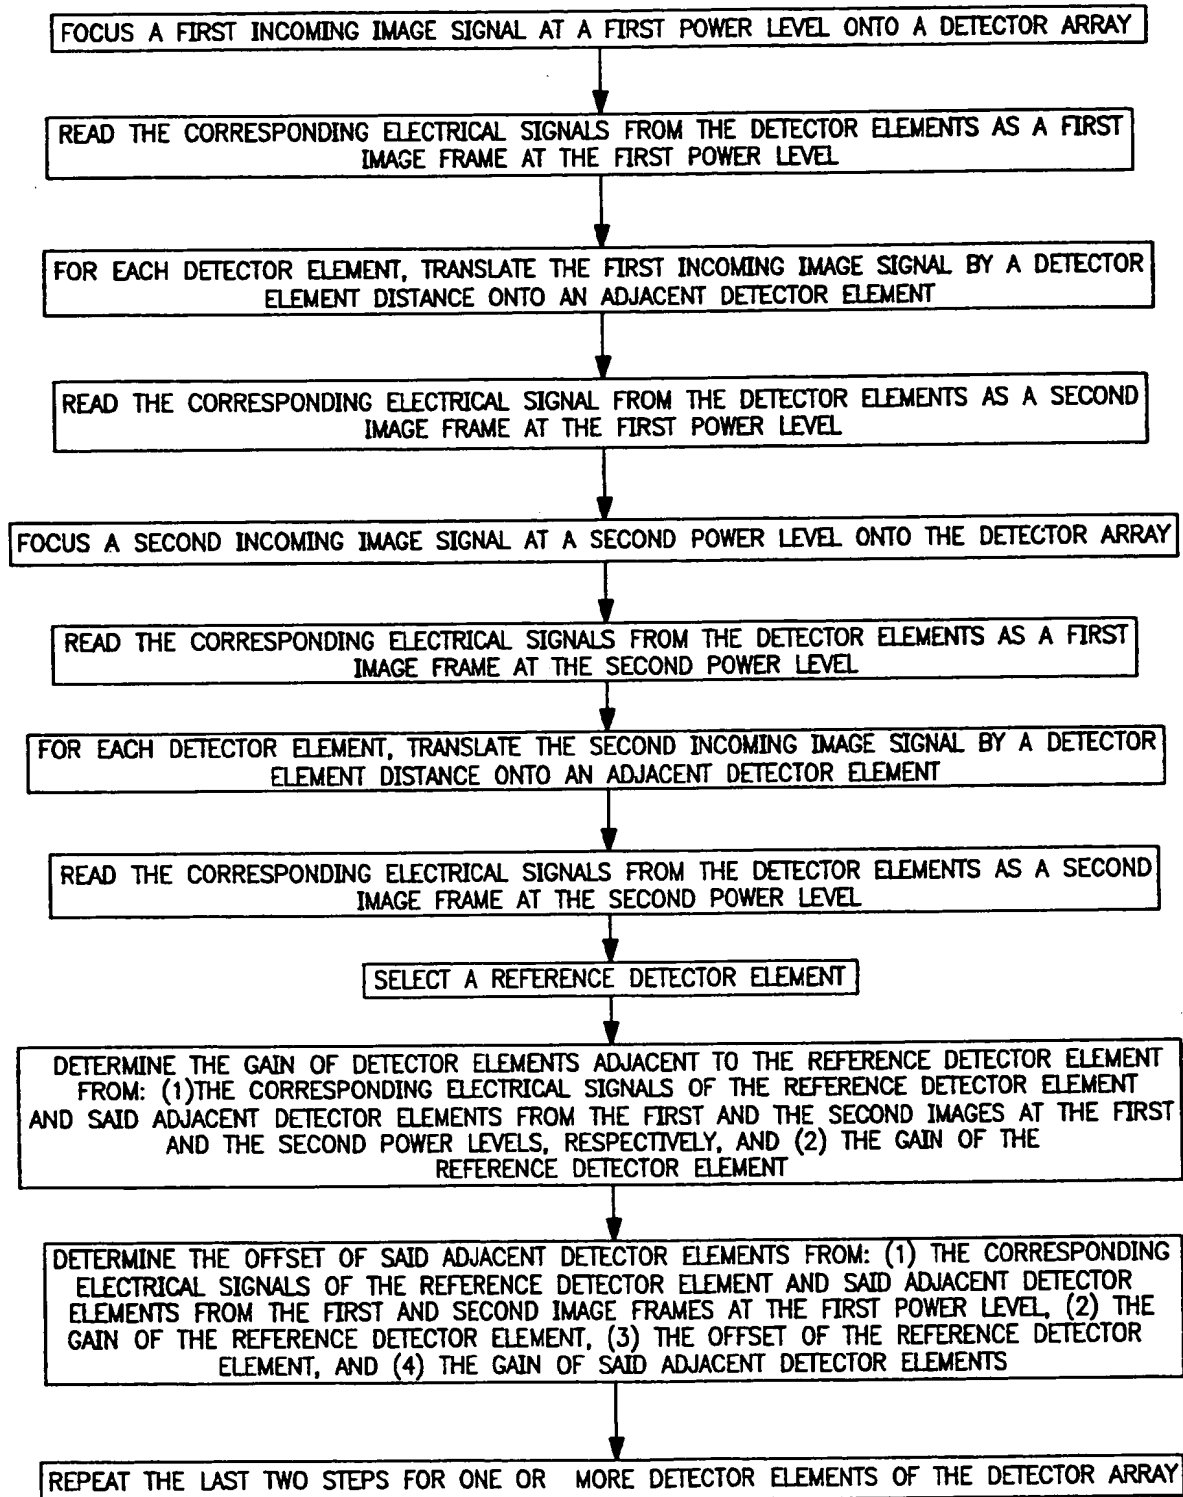 FOCUS A FIRST INCOMING IMAGE SIGNAL AT A FIRST POWER LEVEL ONTO A DETECTOR ARRAY
READ THE CORRESPONDING ELECTRICAL SIGNALS FROM THE DETECTOR ELEMENTS AS A FIRST
IMAGE FRAME AT THE FIRST POWER LEVEL
FOR EACH DETECTOR ELEMENT, TRANSLATE THE FIRST INCOMING IMAGE SIGNAL BY A DETECTOR
ELEMENT DISTANCE ONTO AN ADJACENT DETECTOR ELEMENT
READ THE CORRESPONDING ELECTRICAL SIGNAL FROM THE DETECTOR ELEMENTS AS A SECOND
IMAGE FRAME AT THE FIRST POWER LEVEL
FOCUS A SECOND INCOMING IMAGE SIGNAL AT A SECOND POWER LEVEL ONTO THE DETECTOR ARRAY
READ THE CORRESPONDING ELECTRICAL SIGNALS FROM THE DETECTOR ELEMENTS AS A FIRST
IMAGE FRAME AT THE SECOND POWER LEVEL
FOR EACH DETECTOR ELEMENT, TRANSLATE THE SECOND INCOMING IMAGE SIGNAL BY A DETECTOR
ELEMENT DISTANCE ONTO AN ADJACENT DETECTOR ELEMENT
READ THE CORRESPONDING ELECTRICAL SIGNALS FROM THE DETECTOR ELEMENTS AS A SECOND
IMAGE FRAME AT THE SECOND POWER LEVEL
SELECT A REFERENCE DETECTOR ELEMENT
DETERMINE THE GAIN OF DETECTOR ELEMENTS ADJACENT TO THE REFERENCE DETECTOR ELEMENT
FROM: (1)THE CORRESPONDING ELECTRICAL SIGNALS OF THE REFERENCE DETECTOR ELEMENT
AND SAID ADJACENT DETECTOR ELEMENTS FROM THE FIRST AND THE SECOND IMAGES AT THE FIRST
AND THE SECOND POWER LEVELS, RESPECTIVELY, AND (2) THE GAIN OF THE
REFERENCE DETECTOR ELEMENT
DETERMINE THE OFFSET OF SAID ADJACENT DETECTOR ELEMENTS FROM: (1) THE CORRESPONDING
ELECTRICAL SIGNALS OF THE REFERENCE DETECTOR ELEMENT AND SAID ADJACENT DETECTOR
ELEMENTS FROM THE FIRST AND SECOND IMAGE FRAMES AT THE FIRST POWER LEVEL, (2) THE
GAIN OF THE REFERENCE DETECTOR ELEMENT, (3) THE OFFSET OF THE REFERENCE DETECTOR
ELEMENT, AND (4) THE GAIN OF SAID ADJACENT DETECTOR ELEMENTS
REPEAT THE LAST TWO STEPS FOR ONE OR MORE DETECTOR ELEMENTS OF THE DETECTOR ARRAY